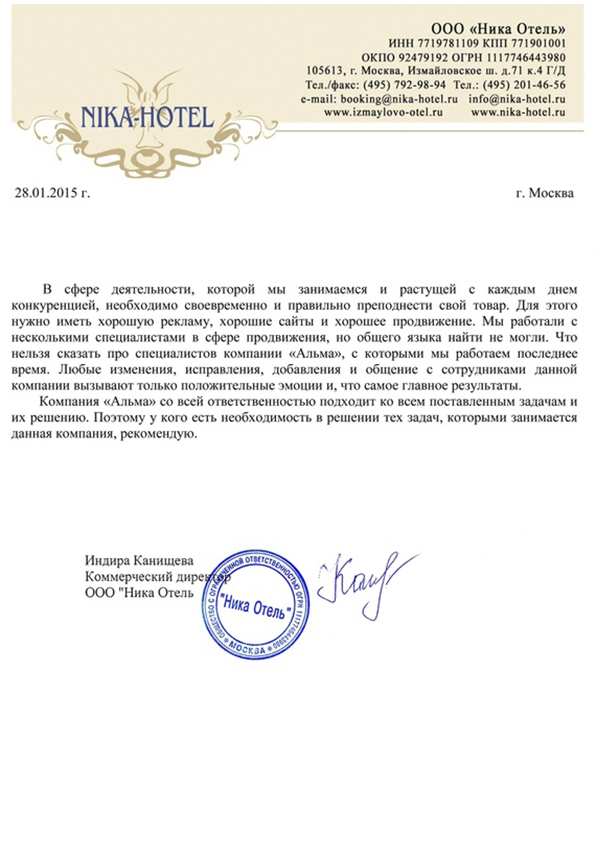 ООО «Ника Отель»
ИНН 7719781109 КПП 771901001
ОКПО 92479192 ОГРН 1117746443980
105613, г. Москва, Измайловское ш. д.71 к.4 Г/Д
Тел./факс: (495) 792-98-94 Тел.: (495) 201-46-56
e-mail: booking@nika-hotel.ru info@nika-hotel.ru
www.izmaylovo-otel.ru www.nika-hotel.ru
NIKA-HOTEL
28.01.2015 г. г. Москва
В сфере деятельности, которой мы занимаемся и растущей с каждым днем
конкуренцией, необходимо своевременно и правильно преподнести свой товар. Для этого
нужно иметь хорошую рекламу, хорошие сайты и хорошее продвижение. Мы работали с
несколькими специалистами в сфере продвижения, но общего языка найти не могли. Что
нельзя сказать про специалистов компании «Альма», с которыми мы работаем последнее
время. Любые изменения, исправления, добавления и общение с сотрудниками данной
компании вызывают только положительные эмоции и, что самое главное результаты.
Компания «Альма» со всей ответственностью подходит ко всем поставленным задачам и
их решению. Поэтому у кого есть необходимость в решении тех задач, которыми занимается
данная компания, рекомендую.
Индира Канищева
Коммерческий директор
ООО "Ника Отель
ОБЩЕСТВО С ОГРАНИЧЕННОЙ ОТВЕТСТВЕННОСТЬЮ ОГРН 1117746443980
"Ника Отель"
* МОСКВА *